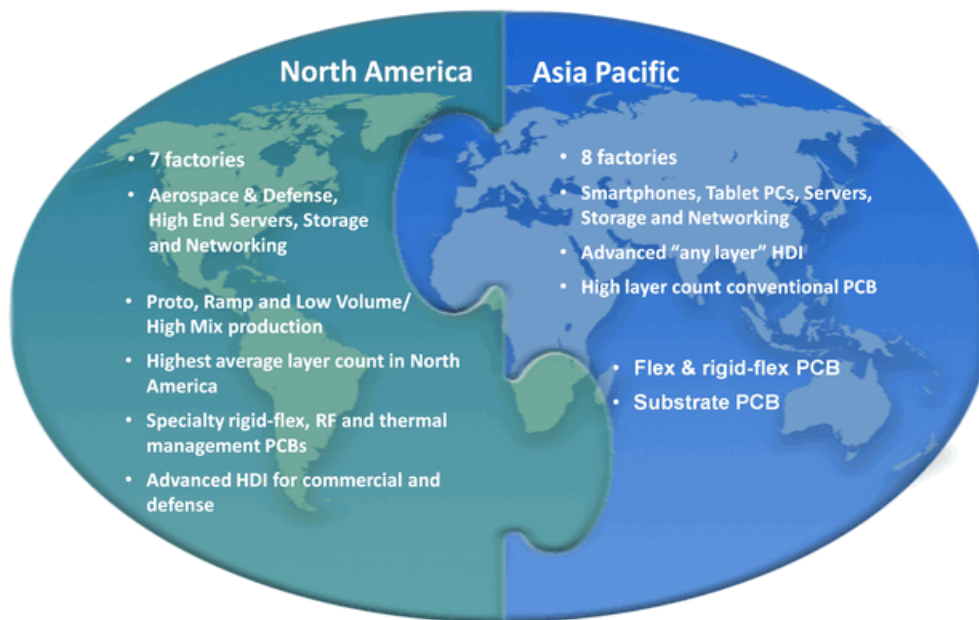 North America
• 7 factories
• Aerospace & Defense,
High End Servers, Storage
and Networking
• Proto, Ramp and Low Volume/
High Mix production
• Highest average layer count in North
America
• Specialty rigid-flex, RF and thermal
management PCBs
• Advanced HDI for commercial and
defense
Asia Pacific
• 8 factories
• Smartphones, Tablet PCs, Servers,
Storage and Networking
• Advanced “any layer” HDI
• High layer count conventional PCB
• Flex & rigid-flex PCB
• Substrate PCB